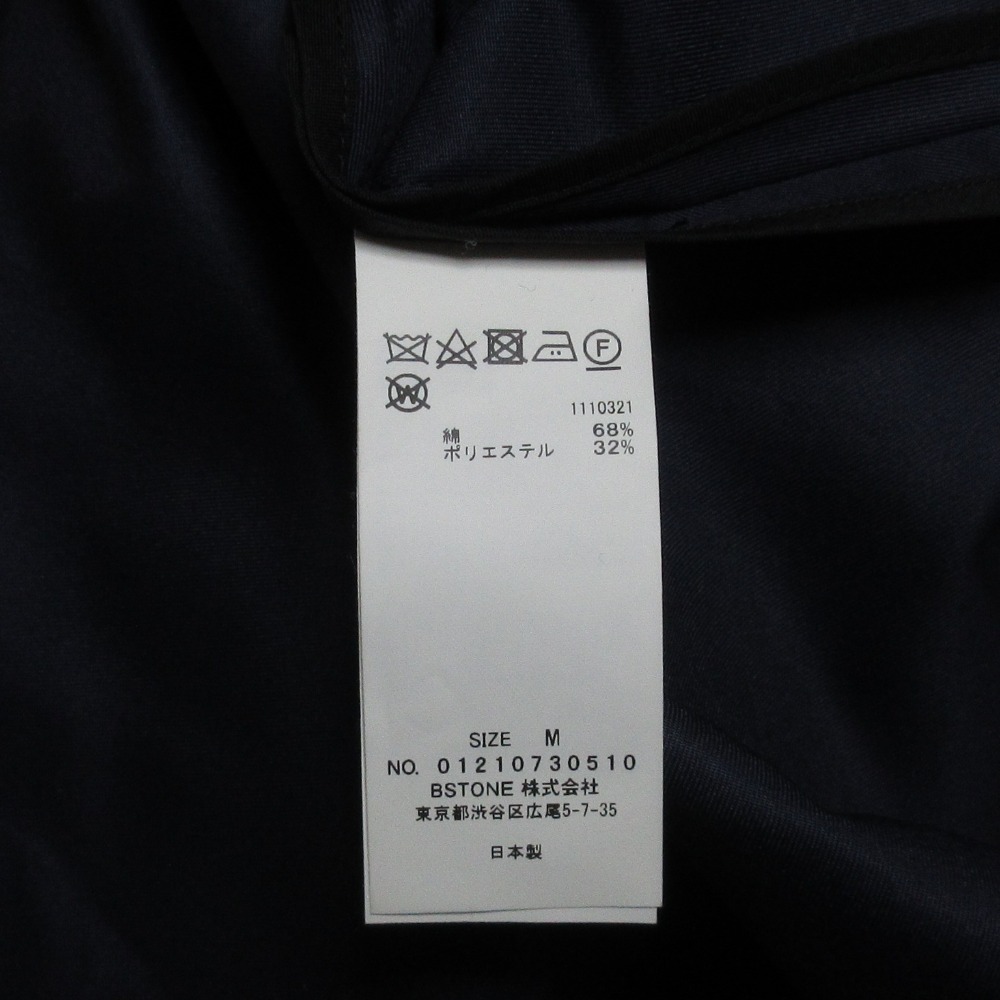 F
W
1110321
綿 68%
ポリエステル 32%
SIZE M
NO. 01210730510
BSTONE 株式会社
東京都渋谷区広尾5-7-35
日本製